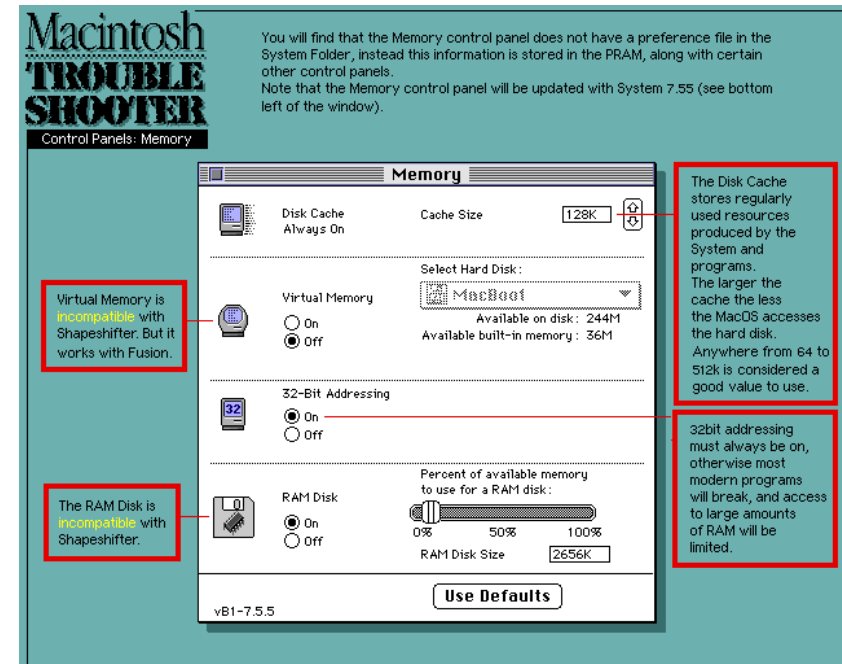 Macintosh
TROUBLE
SHOOTER
Control Panels: Memory
You will find that the Memory control panel does not have a preference file in the
System Folder, instead this information is stored in the PRAM, along with certain
other control panels.
Note that the Memory control panel will be updated with System 7.55 (see bottom
left of the window).
Memory
Disk Cache
Always On
Cache Size
128K
The Disk Cache
stores regularly
used resources
produced by the
System and
programs.
The larger the
cache the less
the MacOS accesses
the hard disk.
Anywhere from 64 to
512k is considered a
good value to use.
Virtual Memory is
incompatible with
Shapeshifter. But it
works with Fusion.
Virtual Memory
On
Off
Select Hard Disk:
MacBoot
Available on disk: 244M
Available built-in memory: 36M
32
32-Bit Addressing
On
Off
32bit addressing
must always be on,
otherwise most
modern programs
will break, and access
to large amounts
of RAM will be
limited.
The RAM Disk is
incompatible with
Shapeshifter.
RAM Disk
On
Off
Percent of available memory
to use for a RAM disk:
0% 50% 100%
RAM Disk Size 2656K
Use Defaults
vB1-7.5.5